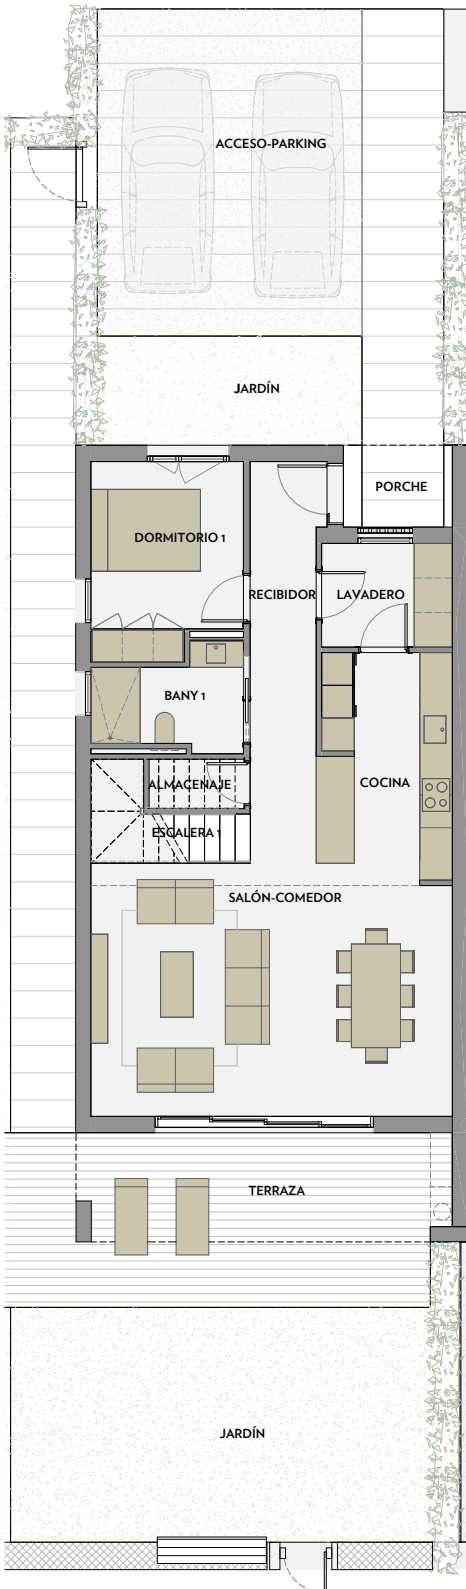 ACCESO-PARKING
JARDÍN
PORCHE
DORMITORIO 1
RECIBIDOR
LAVADERO
BANY 1
ALMACENAJE
COCINA
ESCALERA 1
SALÓN-COMEDOR
TERRAZA
JARDÍN